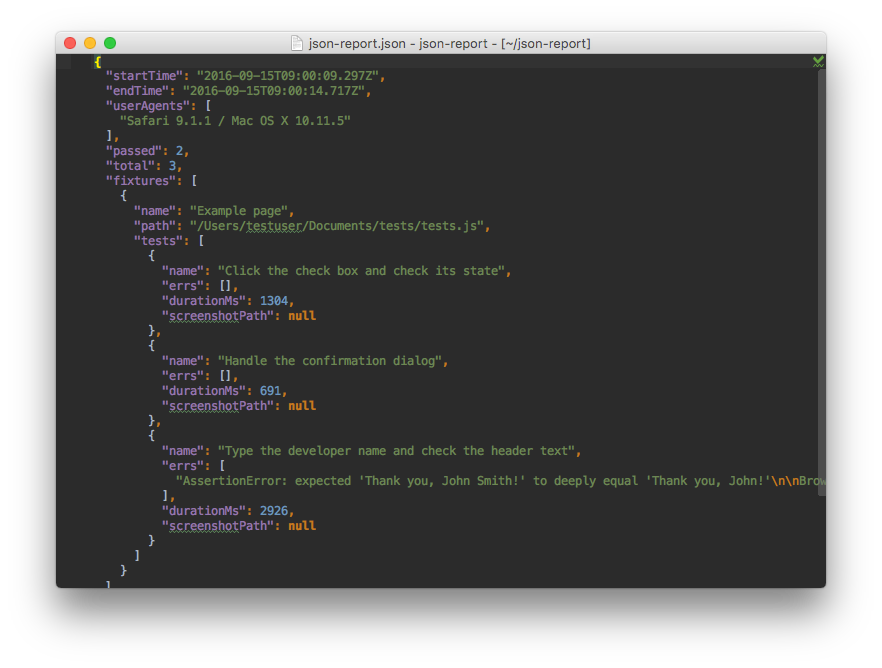 json-report.json - json-report - [~/json-report]
{
"startTime": "2016-09-15T09:00:09.297Z",
"endTime": "2016-09-15T09:00:14.717Z",
"userAgents": [
"Safari 9.1.1 / Mac OS X 10.11.5"
],
"passed": 2,
"total": 3,
"fixtures": [
{
"name": "Example page",
"path": "/Users/testuser/Documents/tests/tests.js",
"tests": [
{
"name": "Click the check box and check its state",
"errs": [],
"durationMs": 1304,
"screenshotPath": null
},
{
"name": "Handle the confirmation dialog",
"errs": [],
"durationMs": 691,
"screenshotPath": null
},
{
"name": "Type the developer name and check the header text",
"errs": [
"AssertionError: expected 'Thank you, John Smith!' to deeply equal 'Thank you, John!'\n\nBrow
],
"durationMs": 2926,
"screenshotPath": null
}
]
}
]